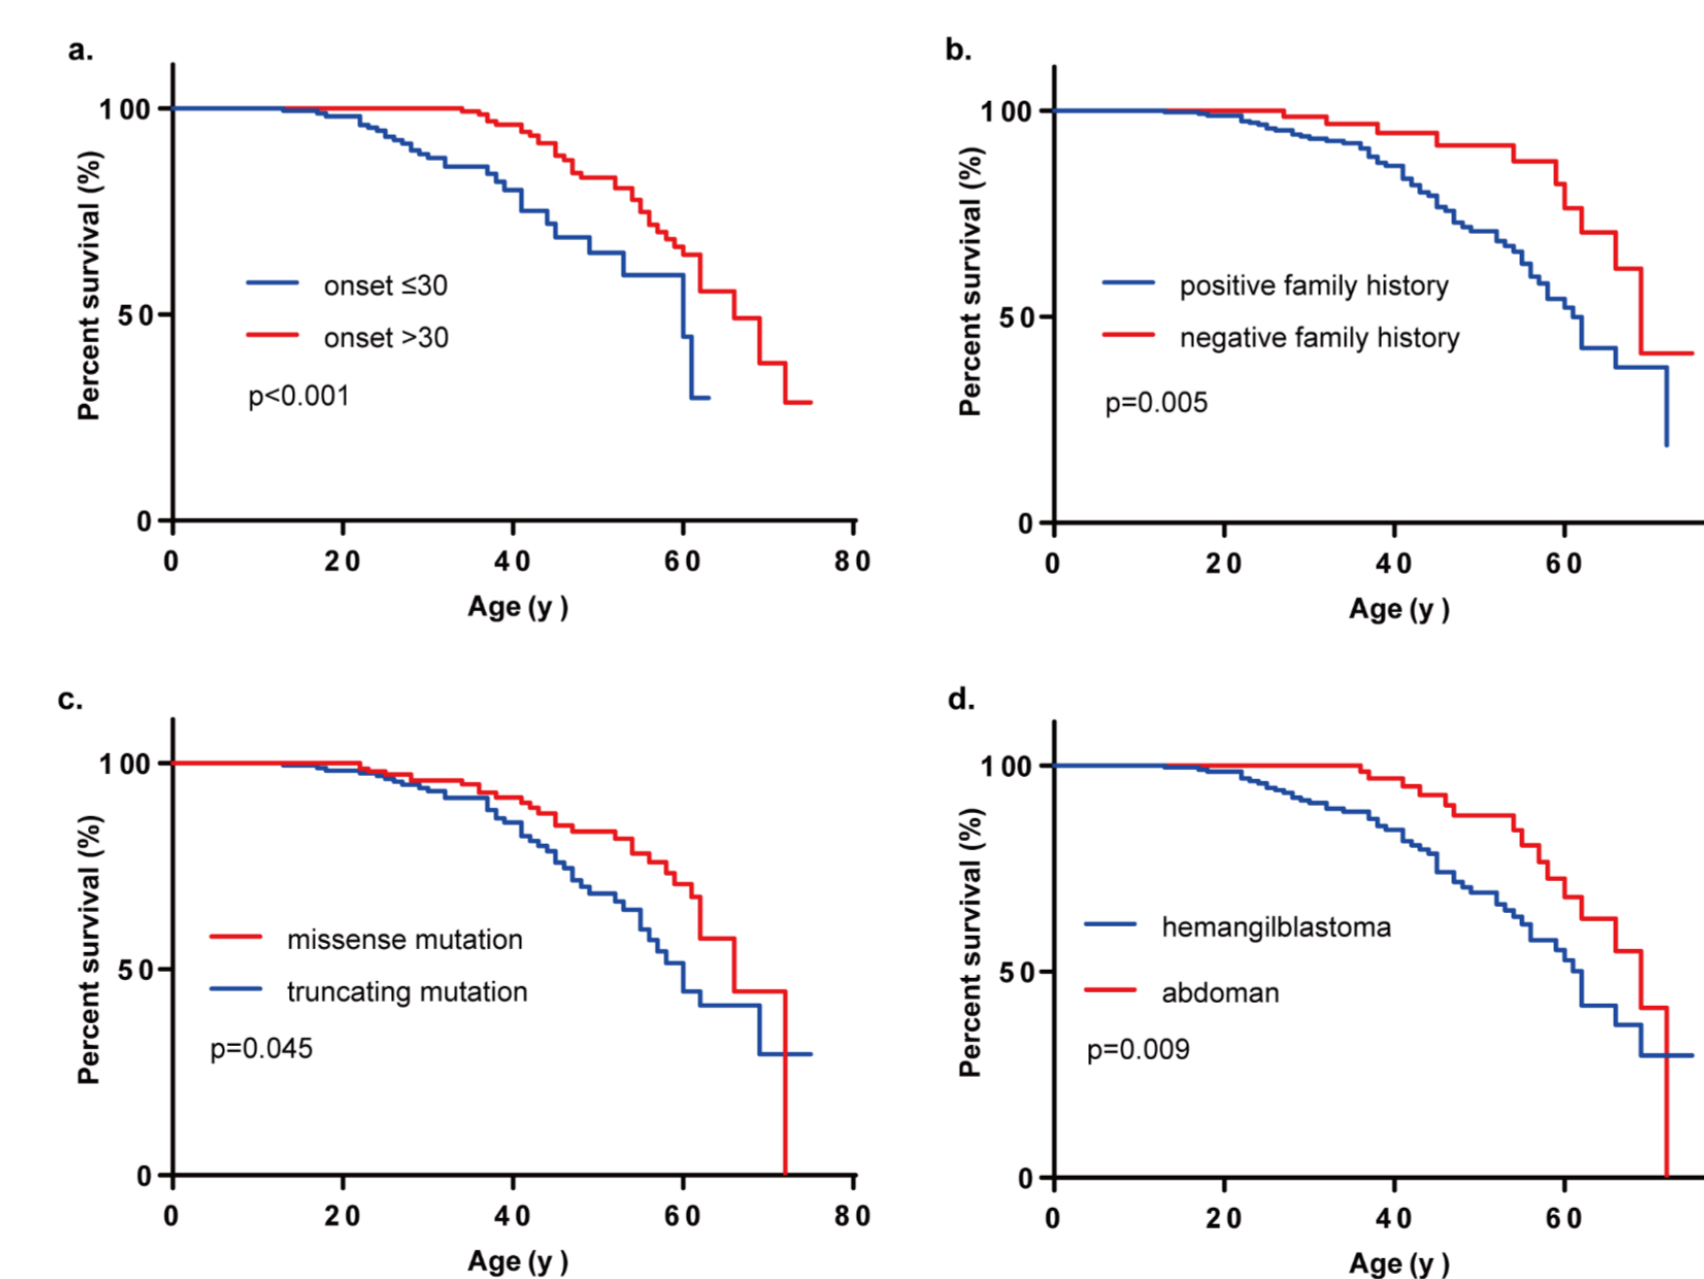 a.
Percent survival (%)
100
50
0
onset ≤30
onset >30
p<0.001
0 20 40 60 80
Age (y )
b.
Percent survival (%)
100
50
0
positive family history
negative family history
p=0.005
0 20 40 60
Age (y )
c.
Percent survival (%)
100
50
0
missense mutation
truncating mutation
p=0.045
0 20 40 60 80
Age (y )
d.
Percent survival (%)
100
50
0
hemangilblastoma
abdoman
p=0.009
0 20 40 60
Age (y )